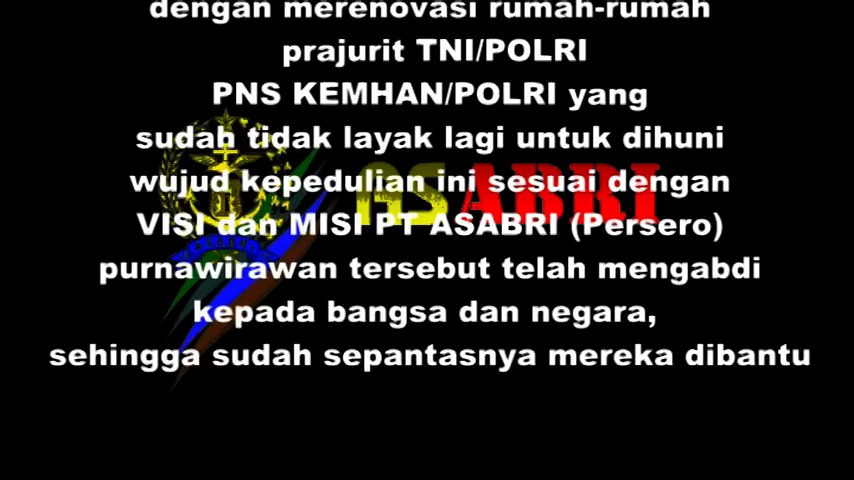 dengan merenovasi rumah-rumah
prajurit TNI/POLRI
PNS KEMHAN/POLRI yang
sudah tidak layak lagi untuk dihuni
wujud kepedulian ini sesuai dengan
ASABRI
VISI dan MISI PT ASABRI (Persero)
purnawirawan tersebut telah mengabdi
kepada bangsa dan negara,
sehingga sudah sepantasnya mereka dibantu